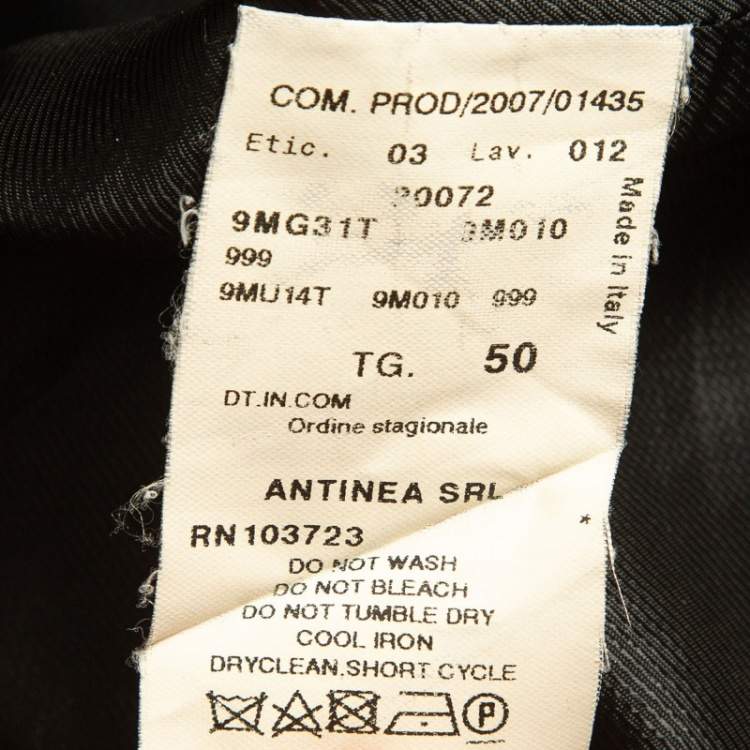 COM. PROD/2007/01435
Etic. 03 Lav. 012
9MG31T 9M010
999
9MU14T 9M010 999
Made in Italy
TG. 50
DT.IN.COM
Ordine stagionale
ANTINEA SRL
*
RN103723
DO NOT WASH
DO NOT BLEACH
DO NOT TUMBLE DRY
COOL IRON
DRYCLEAN.SHORT CYCLE
P